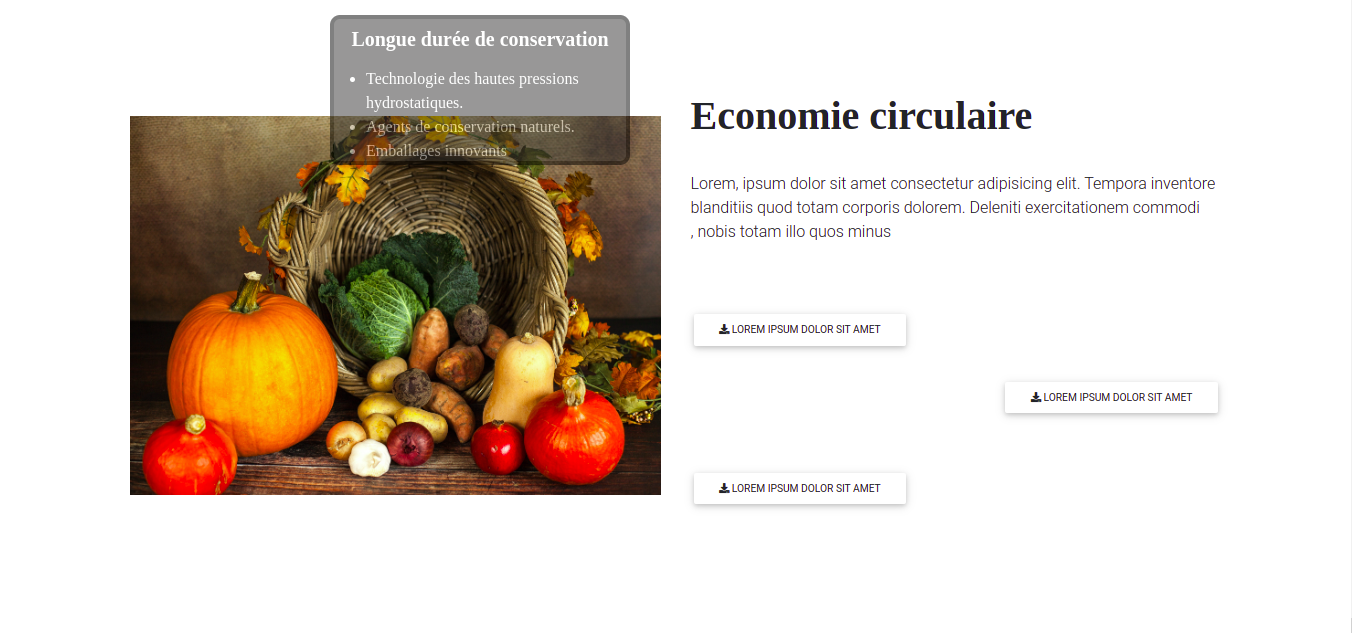 Longue durée de conservation
Technologie des hautes pressions
hydrostatiques.
Agents de conservation naturels.
Emballages innovants
Economie circulaire
Lorem, ipsum dolor sit amet consectetur adipisicing elit. Tempora inventore
blanditiis quod totam corporis dolorem. Deleniti exercitationem commodi
, nobis totam illo quos minus
LOREM IPSUM DOLOR SIT AMET
LOREM IPSUM DOLOR SIT AMET
LOREM IPSUM DOLOR SIT AMET